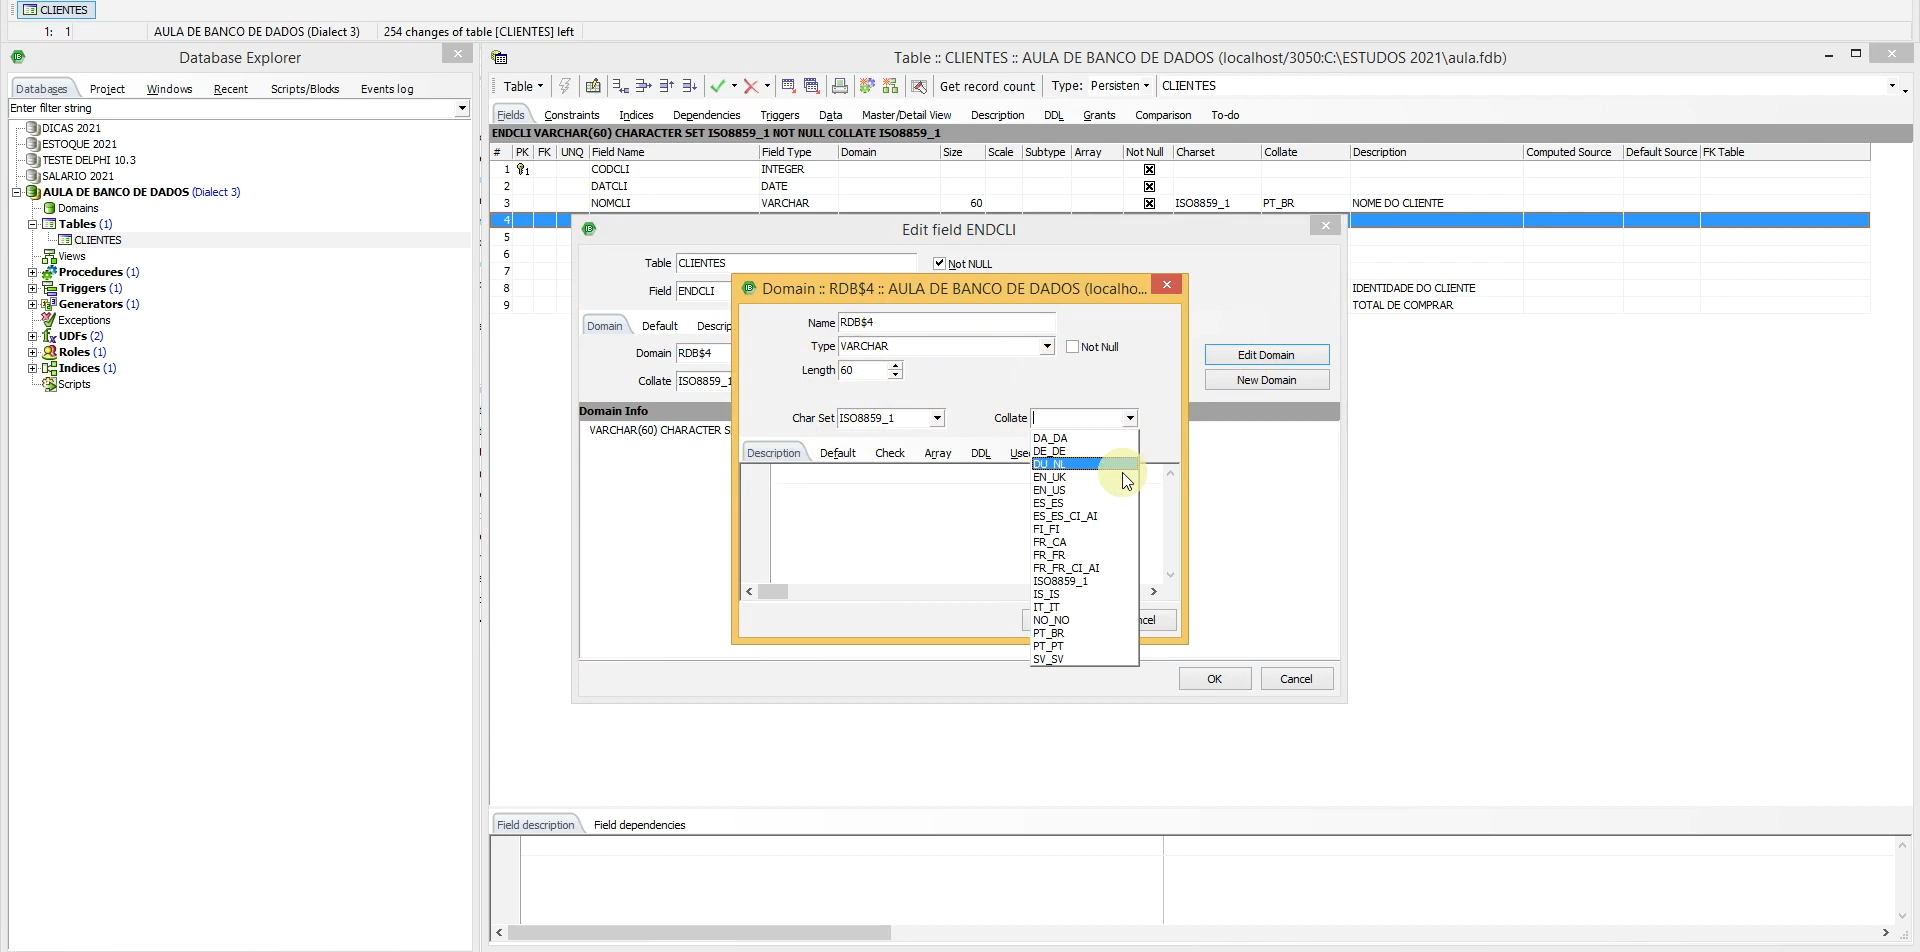 CLIENTES
1: 1 AULA DE BANCO DE DADOS (Dialect 3) 254 changes of table [CLIENTES] left
Database Explorer
Databases Project Windows Recent Scripts/Blocks Events log
Enter filter string
DICAS 2021
ESTOQUE 2021
TESTE DELPHI 10.3
SALARIO 2021
AULA DE BANCO DE DADOS (Dialect 3)
Domains
Tables (1)
CLIENTES
Views
Procedures (1)
Triggers (1)
Generators (1)
Exceptions
UDFs (2)
Roles (1)
Indices (1)
Scripts
Table :: CLIENTES :: AULA DE BANCO DE DADOS (localhost/3050:C:\ESTUDOS 2021\aula.fdb)
Table Get record count Type: Persisten CLIENTES
Fields Constraints Indices Dependencies Triggers Data Master/Detail View Description DDL Grants Comparison To-do
ENDCLI VARCHAR(60) CHARACTER SET ISO8859_1 NOT NULL COLLATE ISO8859_1
# PK FK UNQ Field Name Field Type Domain Size Scale Subtype Array Not Null Charset Collate Description Computed Source Default Source FK Table
1 1 CODCLI INTEGER
2 DATCLI DATE
3 NOMCLI VARCHAR 60 ISO8859_1 PT_BR NOME DO CLIENTE
4
5
6
7
8 IDENTIDADE DO CLIENTE
9 TOTAL DE COMPRAR
Edit field ENDCLI
Table CLIENTES Not NULL
Field ENDCLI
Domain Default
Domain RDB$4
Collate ISO8859_1
Edit Domain
New Domain
Domain Info
VARCHAR(60) CHARACTER
OK Cancel
Domain :: RDB$4 :: AULA DE BANCO DE DADOS (localho...
Name RDB$4
Type VARCHAR Not Null
Length 60
Char Set ISO8859_1 Collate
Description Default Check Array DDL
DA_DA
DE_DE
DU_NL
EN_UK
EN_US
ES_ES
ES_ES_CI_AI
FI_FI
FR_CA
FR_FR
FR_FR_CI_AI
ISO8859_1
IS_IS
IT_IT
NO_NO
PT_BR
PT_PT
SV_SV
Field description Field dependencies